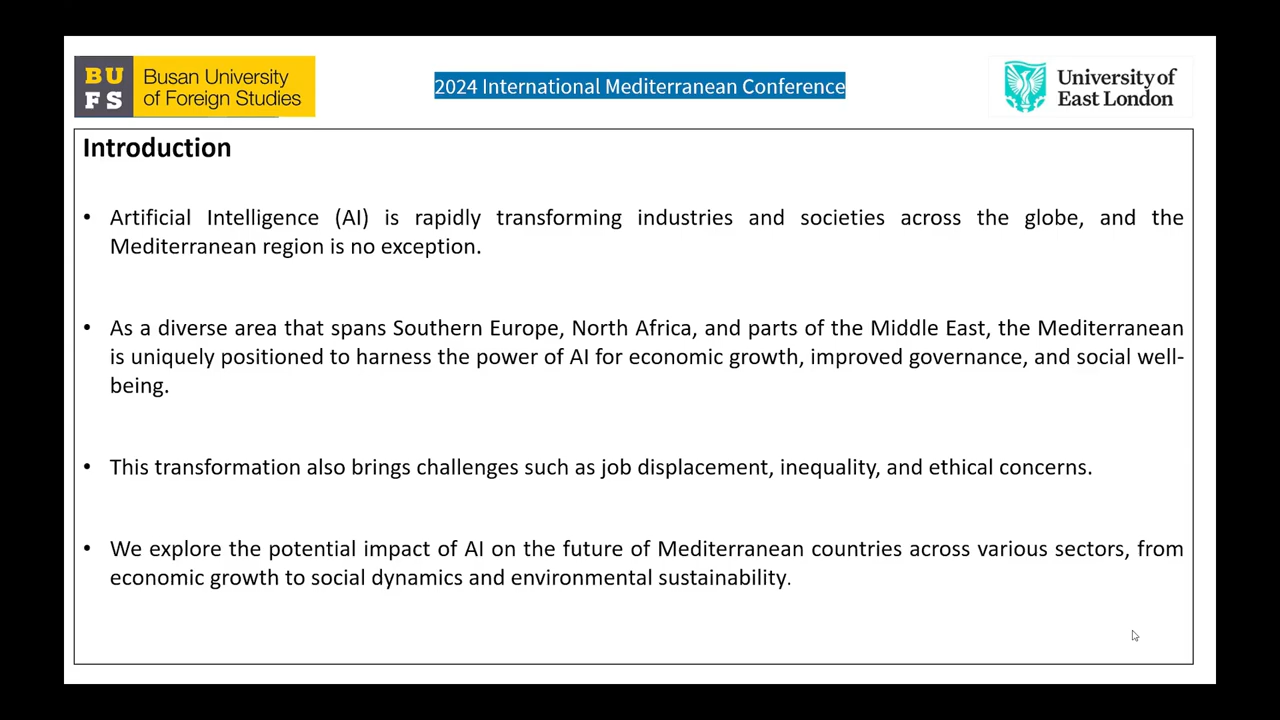 BU
FS
Busan University
of Foreign Studies
2024 International Mediterranean Conference
University of
East London
Introduction
• Artificial Intelligence (AI) is rapidly transforming industries and societies across the globe, and the
Mediterranean region is no exception.
• As a diverse area that spans Southern Europe, North Africa, and parts of the Middle East, the Mediterranean
is uniquely positioned to harness the power of AI for economic growth, improved governance, and social well-
being.
• This transformation also brings challenges such as job displacement, inequality, and ethical concerns.
• We explore the potential impact of AI on the future of Mediterranean countries across various sectors, from
economic growth to social dynamics and environmental sustainability.